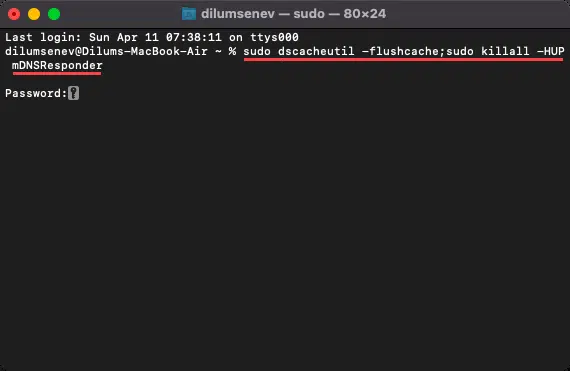 dilumsenev — sudo — 80×24
Last login: Sun Apr 11 07:38:11 on ttys000
dilumsenev@Dilums-MacBook-Air ~ % sudo dscacheutil -flushcache;sudo killall -HUP
mDNSResponder
Password: